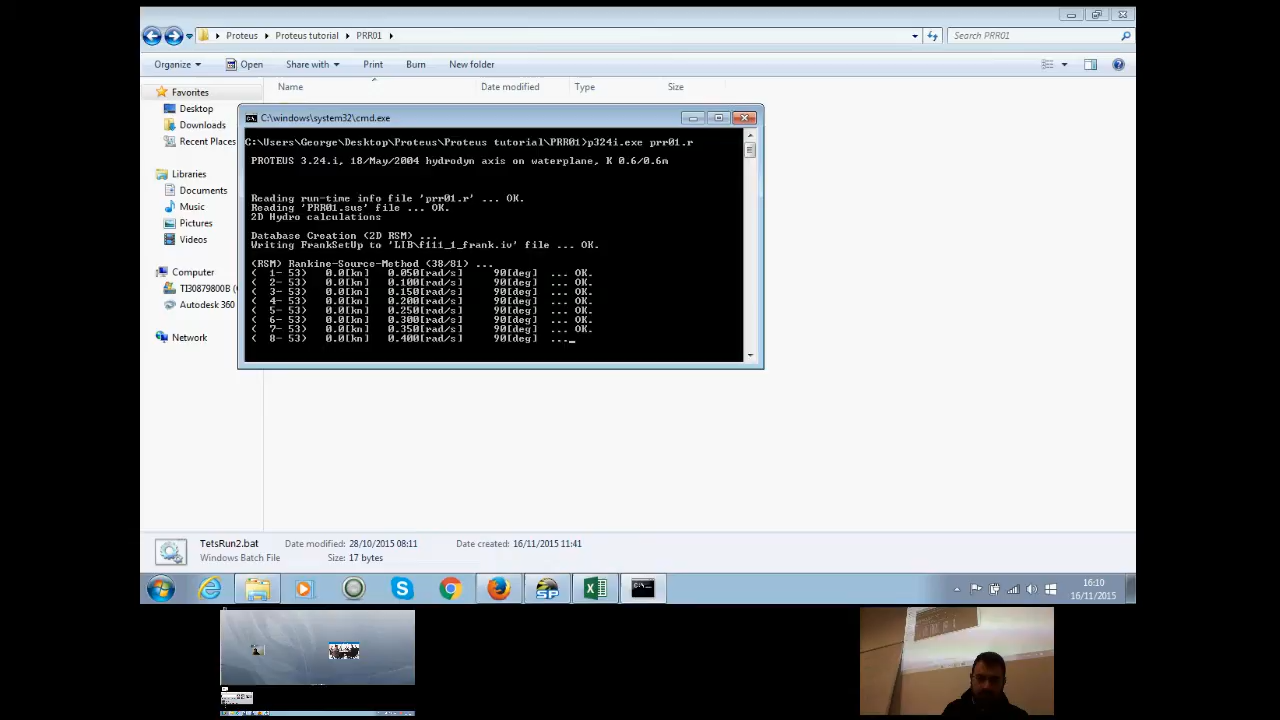 Proteus Proteus tutorial PRR01
Search PRR01
Organize Open Share with Print Burn New folder
Name Date modified Type Size
Favorites
Desktop
Downloads
Recent Places
Libraries
Documents
Music
Pictures
Videos
Computer
TI30879800B (
Autodesk 360
Network
C:\windows\system32\cmd.exe
C:\Users\George\Desktop\Proteus\Proteus tutorial\PRR01>p324i.exe prr01.r
PROTEUS 3.24.i, 18/May/2004 hydrodyn axis on waterplane, K 0.6/0.6m
Reading run-time info file 'prr01.r' ... OK.
Reading 'PRR01.sus' file ... OK.
2D Hydro calculations
Database Creation (2D RSM) ...
Writing FrankSetUp to 'LIB\f111_1_frank.iv' file ... OK.
(RSM) Rankine-Source-Method (38/81) ...
( 1- 53) 0.0[kn] 0.050[rad/s] 90[deg] ... OK.
( 2- 53) 0.0[kn] 0.100[rad/s] 90[deg] ... OK.
( 3- 53) 0.0[kn] 0.150[rad/s] 90[deg] ... OK.
( 4- 53) 0.0[kn] 0.200[rad/s] 90[deg] ... OK.
( 5- 53) 0.0[kn] 0.250[rad/s] 90[deg] ... OK.
( 6- 53) 0.0[kn] 0.300[rad/s] 90[deg] ... OK.
( 7- 53) 0.0[kn] 0.350[rad/s] 90[deg] ... OK.
( 8- 53) 0.0[kn] 0.400[rad/s] 90[deg] ..._
TetsRun2.bat Date modified: 28/10/2015 08:11 Date created: 16/11/2015 11:41
Windows Batch File Size: 17 bytes
16:10
16/11/2015